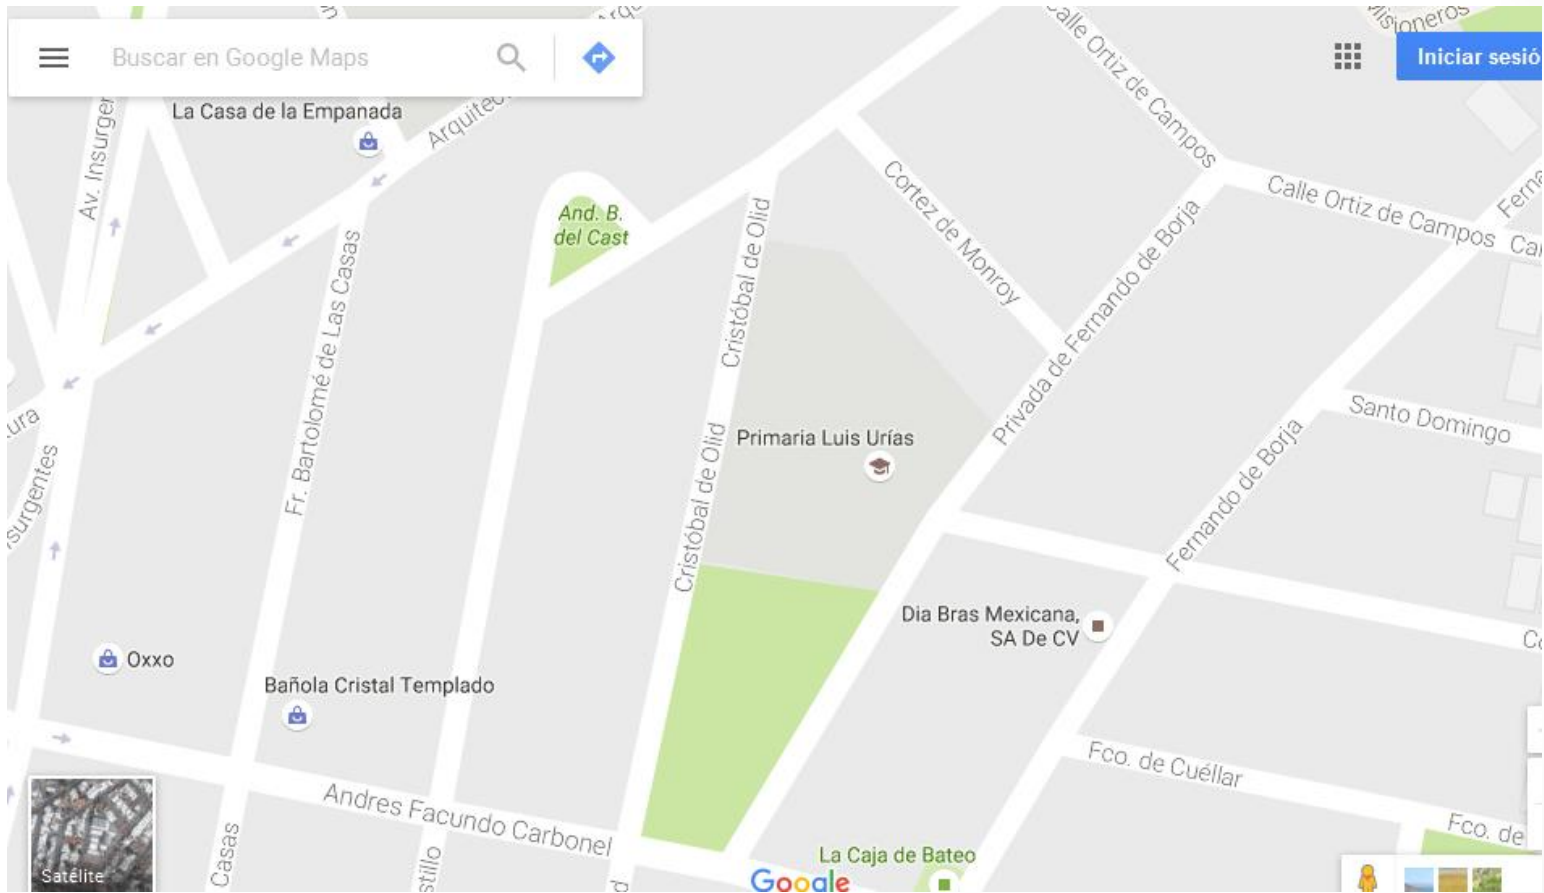 Misioneros
Buscar en Google Maps
Iniciar
Calle Ortiz de Campos
La Casa de la Empanada
Av.
And. B.
del Cast
Cortez de Monroy
Calle Ortiz de Campos
Cristóbal de Olid
Privada de Fernando de Borja
Fr. Bartolomé de Las Casas
Primaria Luis Urías
Santo Domingo
Cristóbal de Olid
Fernando de Borja
Dia Bras Mexicana,
SA De CV
Oxxo
Bañola Cristal Templado
Fco. de Cuéllar
Andres Facundo Carbonel
Fco. de
Casas
La Caja de Bateo
Satélite
Google